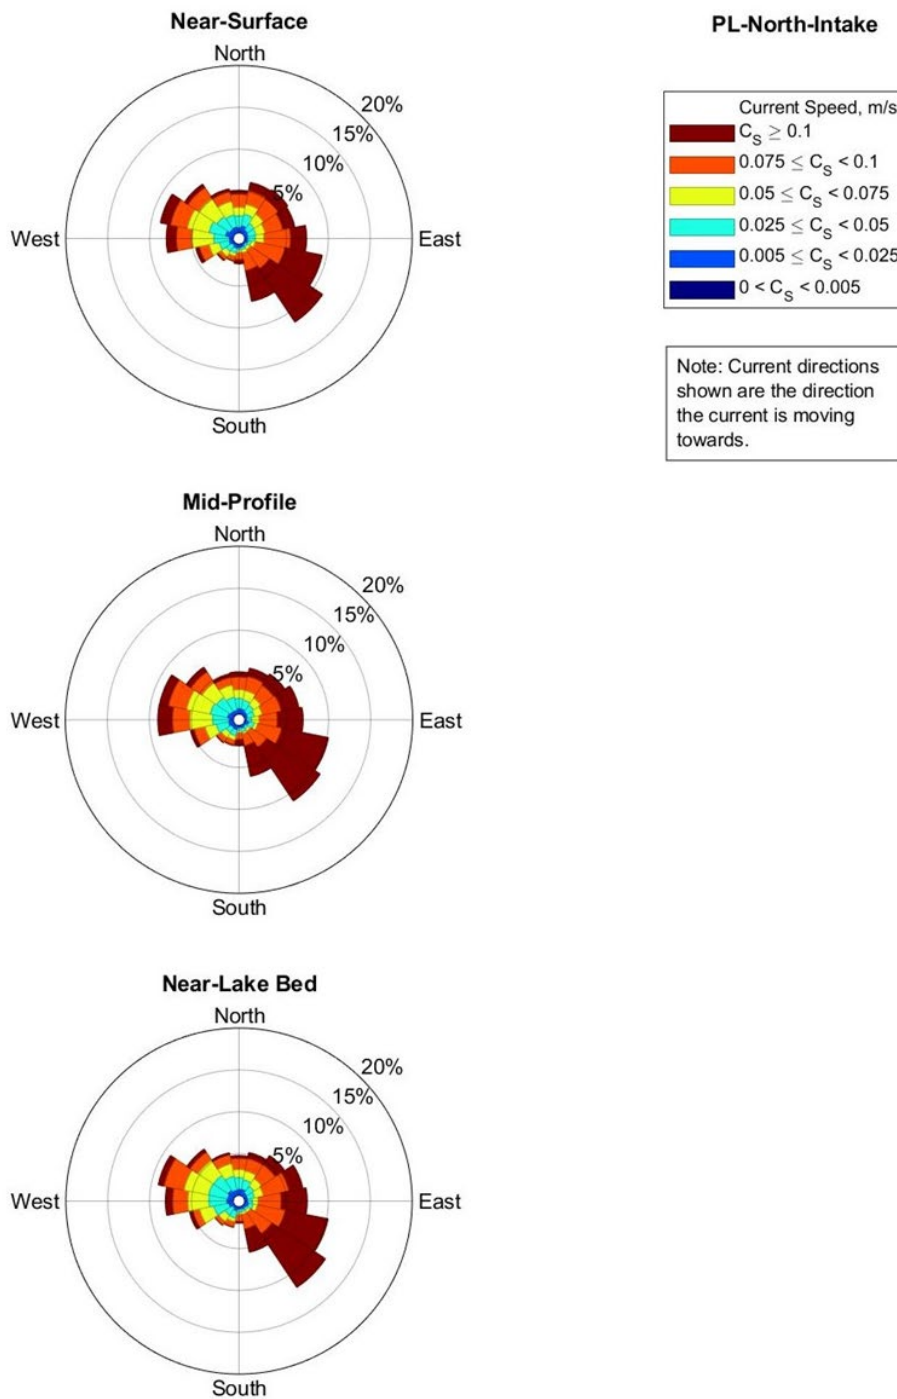 Near-Surface
North
20%
15%
10%
5%
West
East
South
PL-North-Intake
Current Speed, m/s
C_S ≥ 0.1
0.075 ≤ C_S < 0.1
0.05 ≤ C_S < 0.075
0.025 ≤ C_S < 0.05
0.005 ≤ C_S < 0.025
0 < C_S < 0.005
Note: Current directions
shown are the direction
the current is moving
towards.
Mid-Profile
North
20%
15%
10%
5%
West
East
South
Near-Lake Bed
North
20%
15%
10%
5%
West
East
South